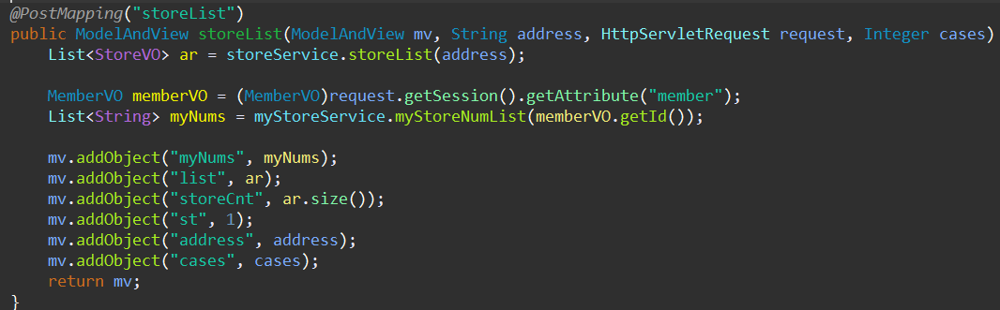 @PostMapping("storeList")
public ModelAndView storeList(ModelAndView mv, String address, HttpServletRequest request, Integer cases)
    List<StoreVO> ar = storeService.storeList(address);

    MemberVO memberVO = (MemberVO)request.getSession().getAttribute("member");
    List<String> myNums = myStoreService.myStoreNumList(memberVO.getId());

    mv.addObject("myNums", myNums);
    mv.addObject("list", ar);
    mv.addObject("storeCnt", ar.size());
    mv.addObject("st", 1);
    mv.addObject("address", address);
    mv.addObject("cases", cases);
    return mv;
}